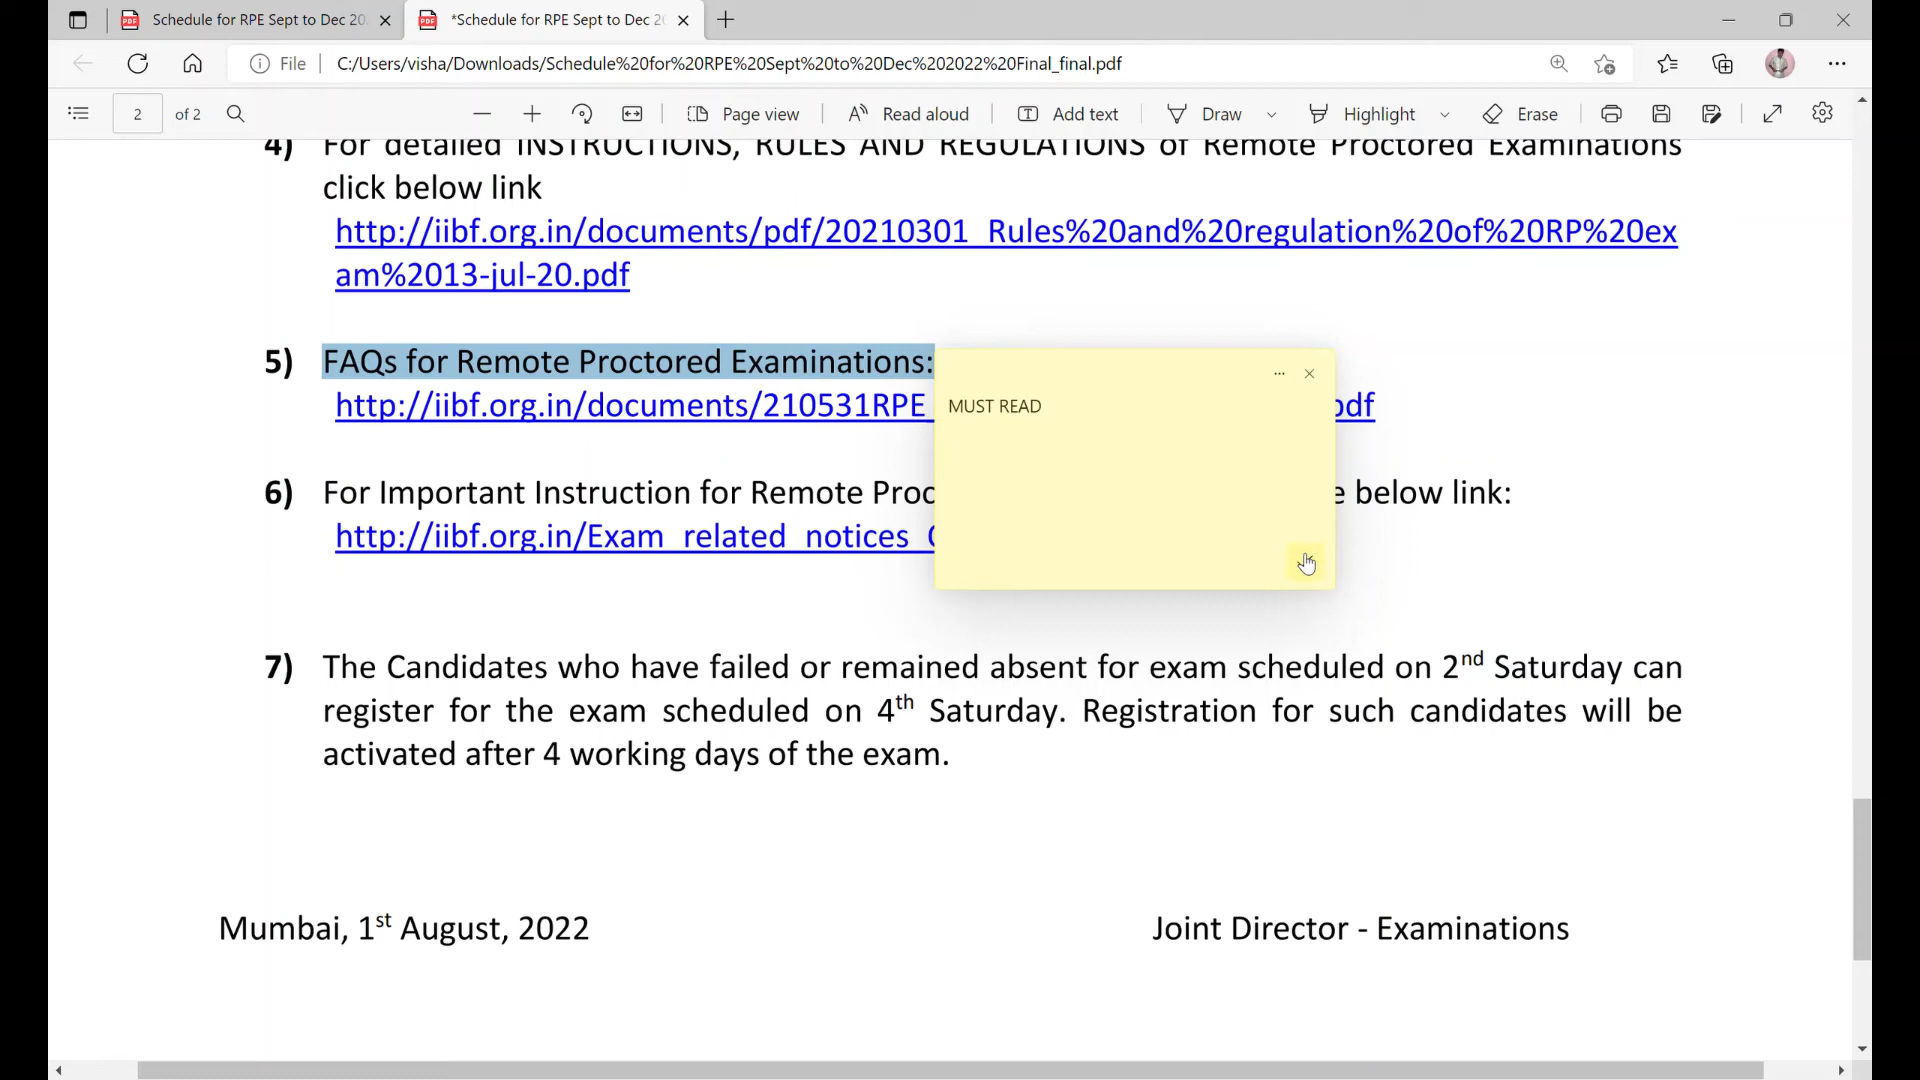 Schedule for RPE Sept to Dec 20
*Schedule for RPE Sept to Dec 20
File
C:/Users/visha/Downloads/Schedule%20for%20RPE%20Sept%20to%20Dec%202022%20Final_final.pdf
2 of 2
Page view
Read aloud
Add text
Draw
Highlight
Erase
4) For detailed INSTRUCTIONS, RULES AND REGULATIONS of Remote Proctored Examinations
click below link
http://iibf.org.in/documents/pdf/20210301_Rules%20and%20regulation%20of%20RP%20ex
am%2013-jul-20.pdf
5) FAQs for Remote Proctored Examinations:
http://iibf.org.in/documents/210531RPE_ pdf
MUST READ
6) For Important Instruction for Remote Proc e below link:
http://iibf.org.in/Exam_related_notices_
7) The Candidates who have failed or remained absent for exam scheduled on 2nd Saturday can
register for the exam scheduled on 4th Saturday. Registration for such candidates will be
activated after 4 working days of the exam.
Mumbai, 1st August, 2022
Joint Director - Examinations